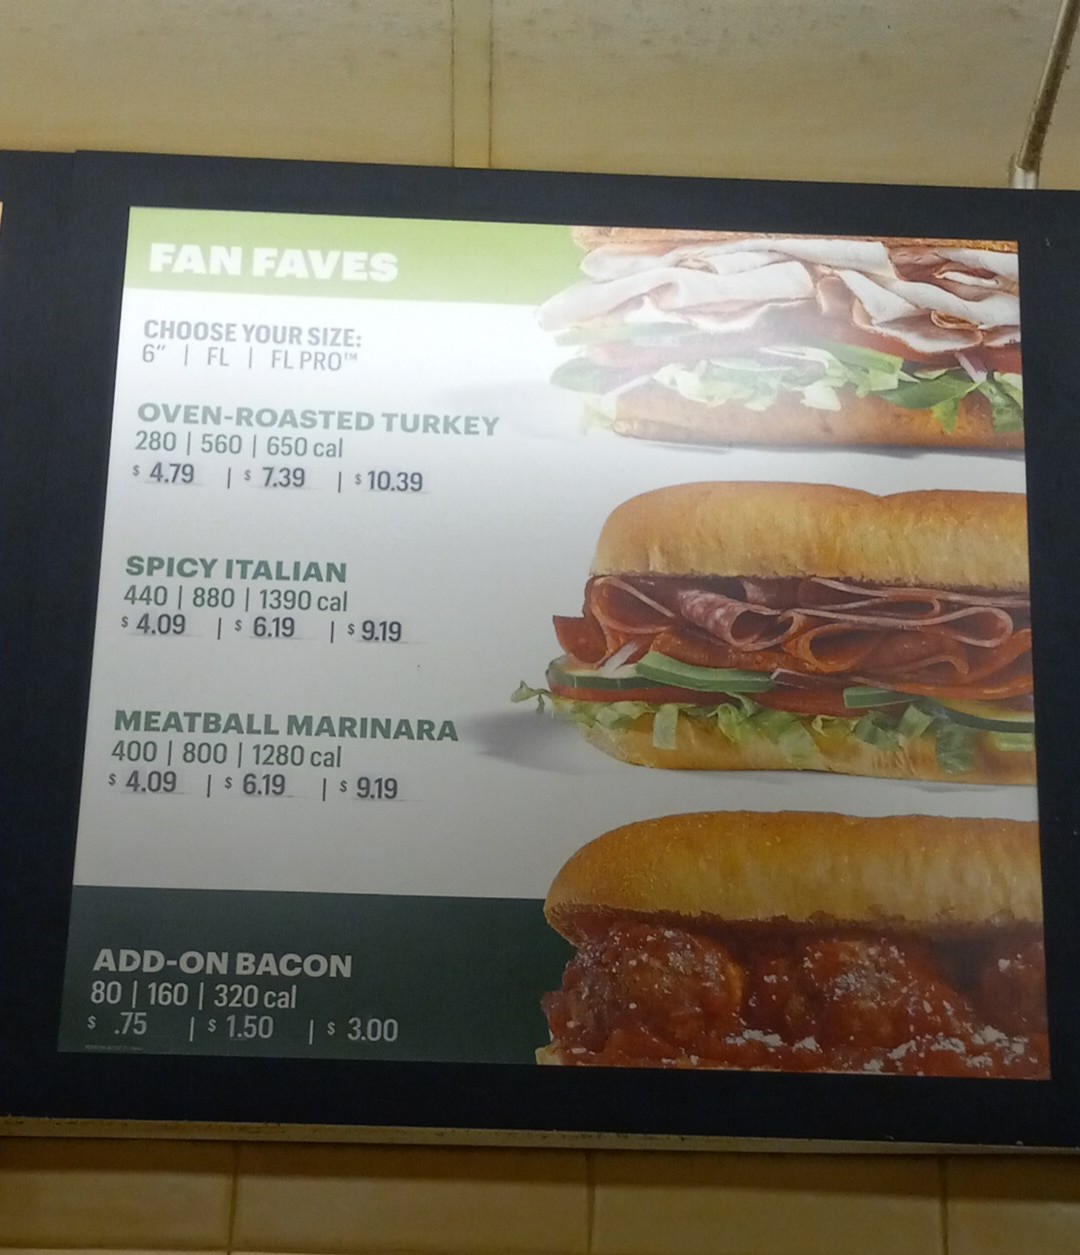 FAN FAVES
CHOOSE YOUR SIZE:
6" | FL | FL PRO™
OVEN-ROASTED TURKEY
280 | 560 | 650 cal
$ 4.79 | $ 7.39 | $ 10.39
SPICY ITALIAN
440 | 880 | 1390 cal
$ 4.09 | $ 6.19 | $ 9.19
MEATBALL MARINARA
400 | 800 | 1280 cal
$ 4.09 | $ 6.19 | $ 9.19
ADD-ON BACON
80 | 160 | 320 cal
$ .75 | $ 1.50 | $ 3.00